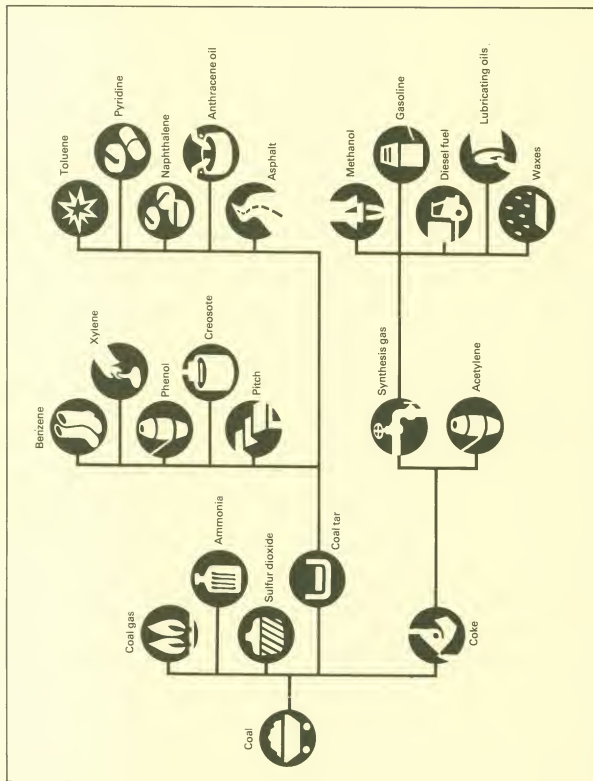 Coal
Coal gas
Ammonia
Sulfur dioxide
Coal tar
Coke
Benzene
Xylene
Phenol
Creosote
Pitch
Toluene
Pyridine
Naphthalene
Anthracene oil
Asphalt
Synthesis gas
Acetylene
Methanol
Gasoline
Diesel fuel
Lubricating oils
Waxes